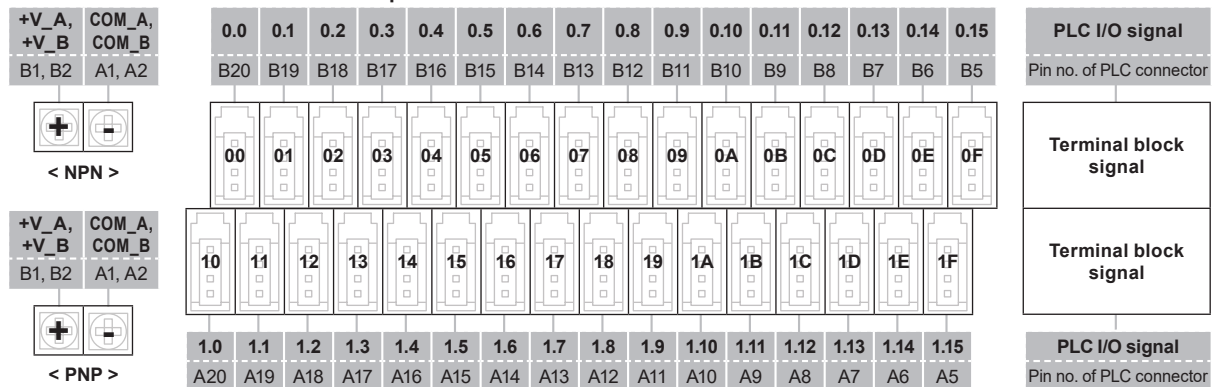 +V_A, COM_A, 0.0 0.1 0.2 0.3 0.4 0.5 0.6 0.7 0.8 0.9 0.10 0.11 0.12 0.13 0.14 0.15 PLC I/O signal
+V_B COM_B
B1, B2 A1, A2 B20 B19 B18 B17 B16 B15 B14 B13 B12 B11 B10 B9 B8 B7 B6 B5 Pin no. of PLC connector
+ -
00 01 02 03 04 05 06 07 08 09 0A 0B 0C 0D 0E 0F Terminal block
signal
< NPN >
+V_A, COM_A,
+V_B COM_B
B1, B2 A1, A2
10 11 12 13 14 15 16 17 18 19 1A 1B 1C 1D 1E 1F Terminal block
signal
+ -
1.0 1.1 1.2 1.3 1.4 1.5 1.6 1.7 1.8 1.9 1.10 1.11 1.12 1.13 1.14 1.15 PLC I/O signal
< PNP > A20 A19 A18 A17 A16 A15 A14 A13 A12 A11 A10 A9 A8 A7 A6 A5 Pin no. of PLC connector